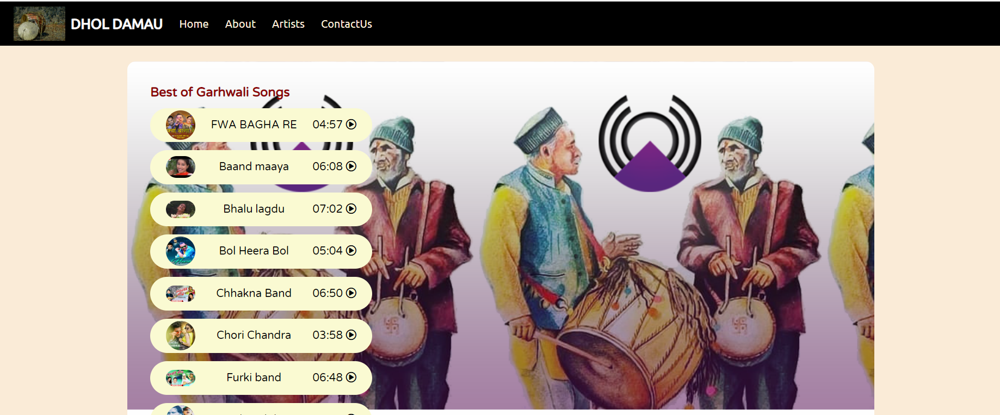 DHOL DAMAU Home About Artists ContactUs
Best of Garhwali Songs
FWA BAGHA RE 04:57
Baand maaya 06:08
Bhalu lagdu 07:02
Bol Heera Bol 05:04
Chhakna Band 06:50
Chori Chandra 03:58
Furki band 06:48